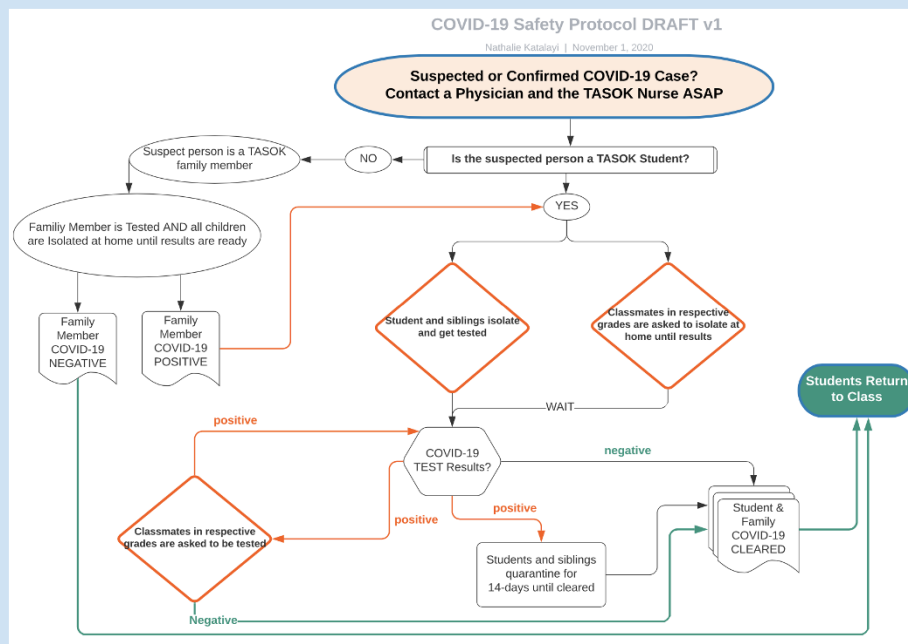 COVID-19 Safety Protocol DRAFT v1
Nathalie Katalayi | November 1, 2020
Suspected or Confirmed COVID-19 Case?
Contact a Physician and the TASOK Nurse ASAP
Suspect person is a TASOK
family member
NO
Is the suspected person a TASOK Student?
YES
Familiy Member is Tested AND all children
are Isolated at home until results are ready
Family
Member
COVID-19
NEGATIVE
Family
Member
COVID-19
POSITIVE
Student and siblings isolate
and get tested
Classmates in respective
grades are asked to isolate at
home until results
Students Return
to Class
WAIT
positive
COVID-19
TEST Results?
negative
positive
positive
Classmates in respective
grades are asked to be tested
Students and siblings
quarantine for
14-days until cleared
Student &
Family
COVID-19
CLEARED
Negative